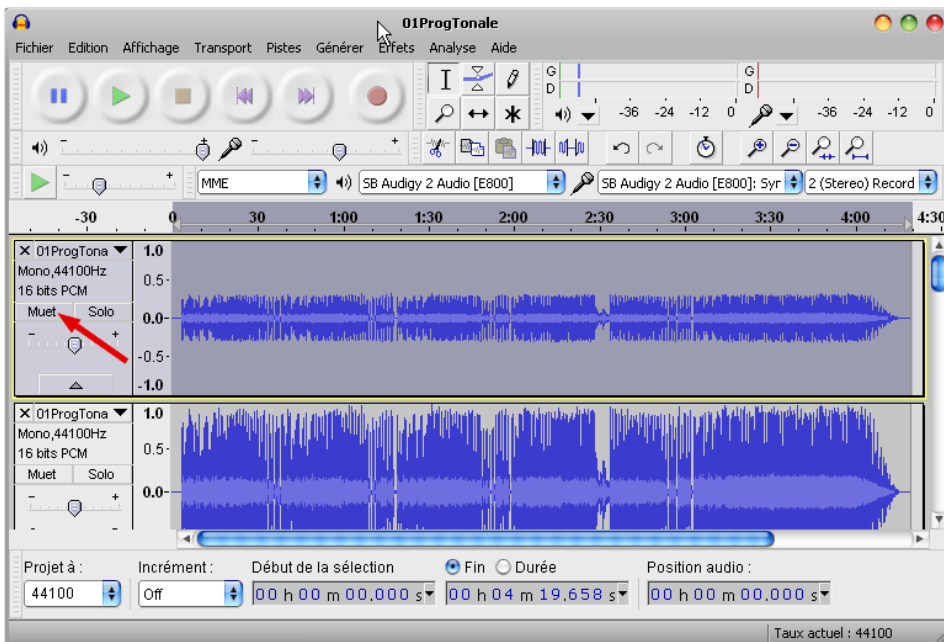 01ProgTonale
Fichier Edition Affichage Transport Pistes Générer Effets Analyse Aide
G
D
-36 -24 -12 0
G
D
-36 -24 -12 0
MME
SB Audigy 2 Audio [E800]
SB Audigy 2 Audio [E800]: Syr
2 (Stereo) Record
-30 0 30 1:00 1:30 2:00 2:30 3:00 3:30 4:00 4:30
01ProgTona
Mono,44100Hz
16 bits PCM
Muet Solo
- +
1.0
0.5
0.0
-0.5
-1.0
01ProgTona
Mono,44100Hz
16 bits PCM
Muet Solo
- +
1.0
0.5
0.0
Projet à : Incrément : Début de la sélection Fin Durée Position audio :
44100 Off 00 h 00 m 00.000 s 00 h 04 m 19.658 s 00 h 00 m 00.000 s
Taux actuel : 44100